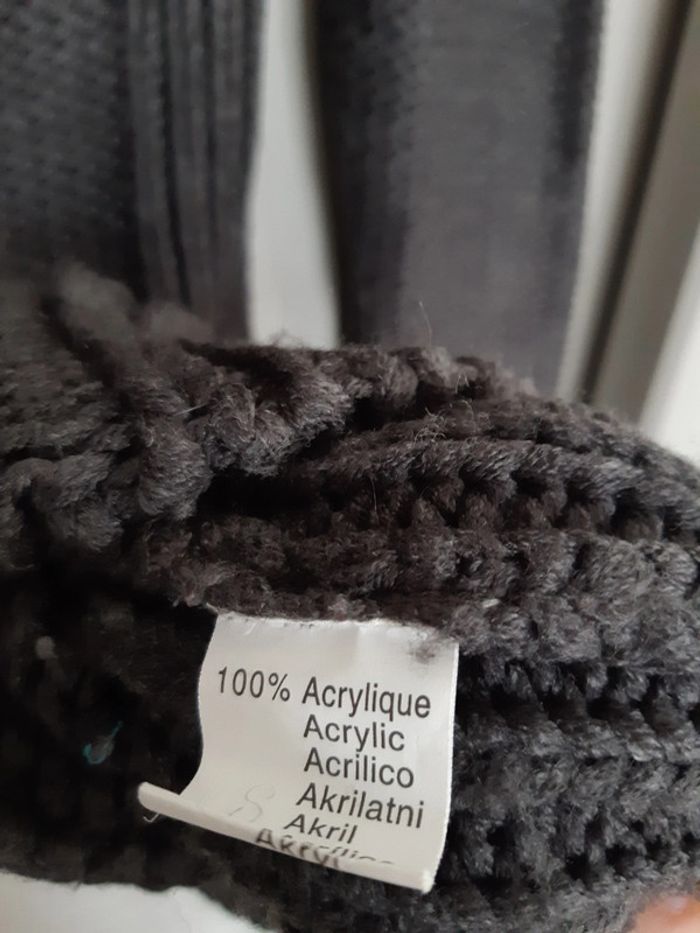 100% Acrylique
Acrylic
Acrilico
Akrilatni
Akril